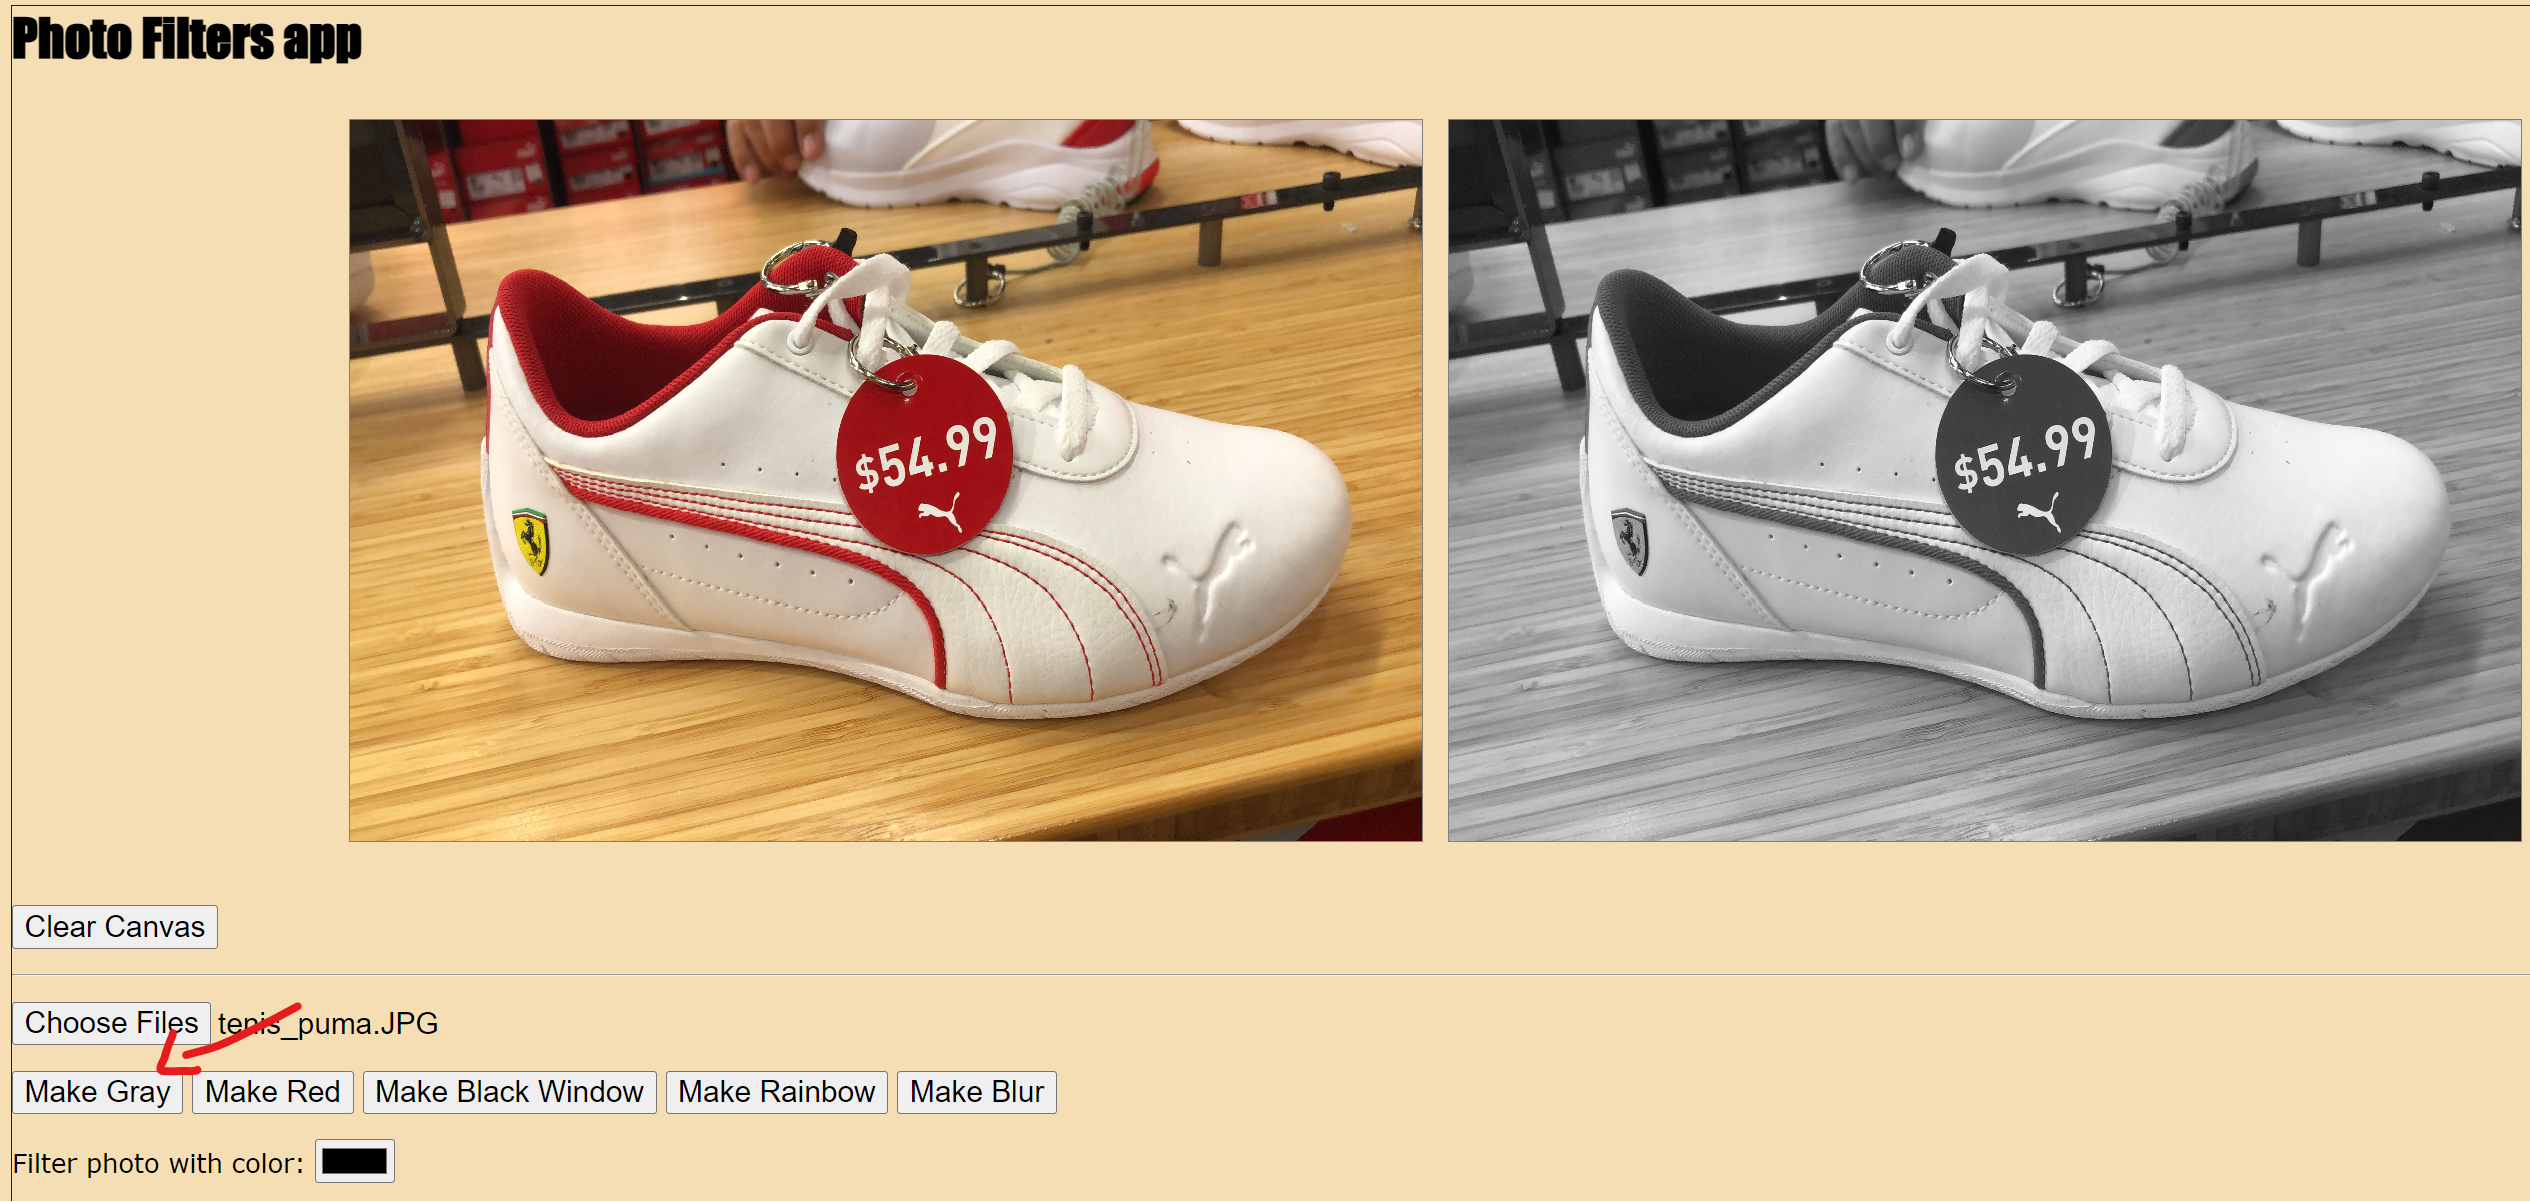 Photo Filters app
$54.99
$54.99
Clear Canvas
Choose Files tenis_puma.JPG
Make Gray Make Red Make Black Window Make Rainbow Make Blur
Filter photo with color: